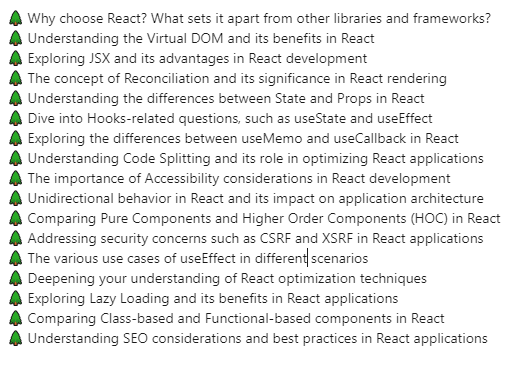 🌲 Why choose React? What sets it apart from other libraries and frameworks?
🌲 Understanding the Virtual DOM and its benefits in React
🌲 Exploring JSX and its advantages in React development
🌲 The concept of Reconciliation and its significance in React rendering
🌲 Understanding the differences between State and Props in React
🌲 Dive into Hooks-related questions, such as useState and useEffect
🌲 Exploring the differences between useMemo and useCallback in React
🌲 Understanding Code Splitting and its role in optimizing React applications
🌲 The importance of Accessibility considerations in React development
🌲 Unidirectional behavior in React and its impact on application architecture
🌲 Comparing Pure Components and Higher Order Components (HOC) in React
🌲 Addressing security concerns such as CSRF and XSRF in React applications
🌲 The various use cases of useEffect in different scenarios
🌲 Deepening your understanding of React optimization techniques
🌲 Exploring Lazy Loading and its benefits in React applications
🌲 Comparing Class-based and Functional-based components in React
🌲 Understanding SEO considerations and best practices in React applications